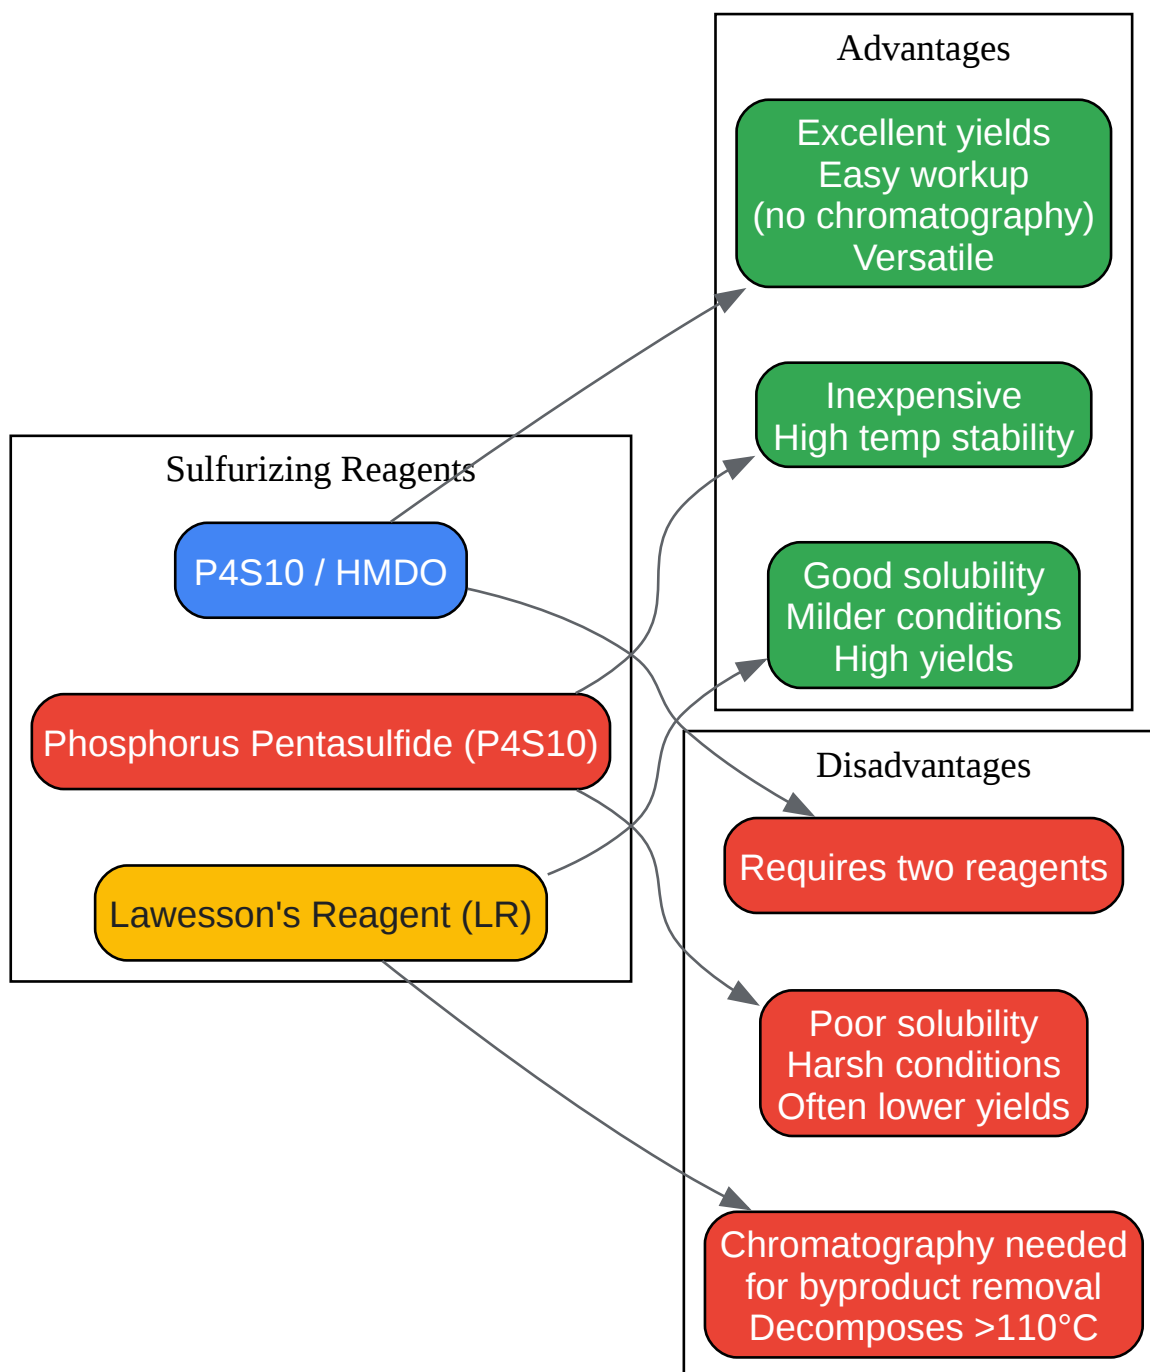 Advantages
Excellent yields
Easy workup
(no chromatography)
Versatile
Inexpensive
High temp stability
Good solubility
Milder conditions
High yields
Sulfurizing Reagents
P4S10 / HMDO
Phosphorus Pentasulfide (P4S10)
Lawesson's Reagent (LR)
Disadvantages
Requires two reagents
Poor solubility
Harsh conditions
Often lower yields
Chromatography needed
for byproduct removal
Decomposes >110°C